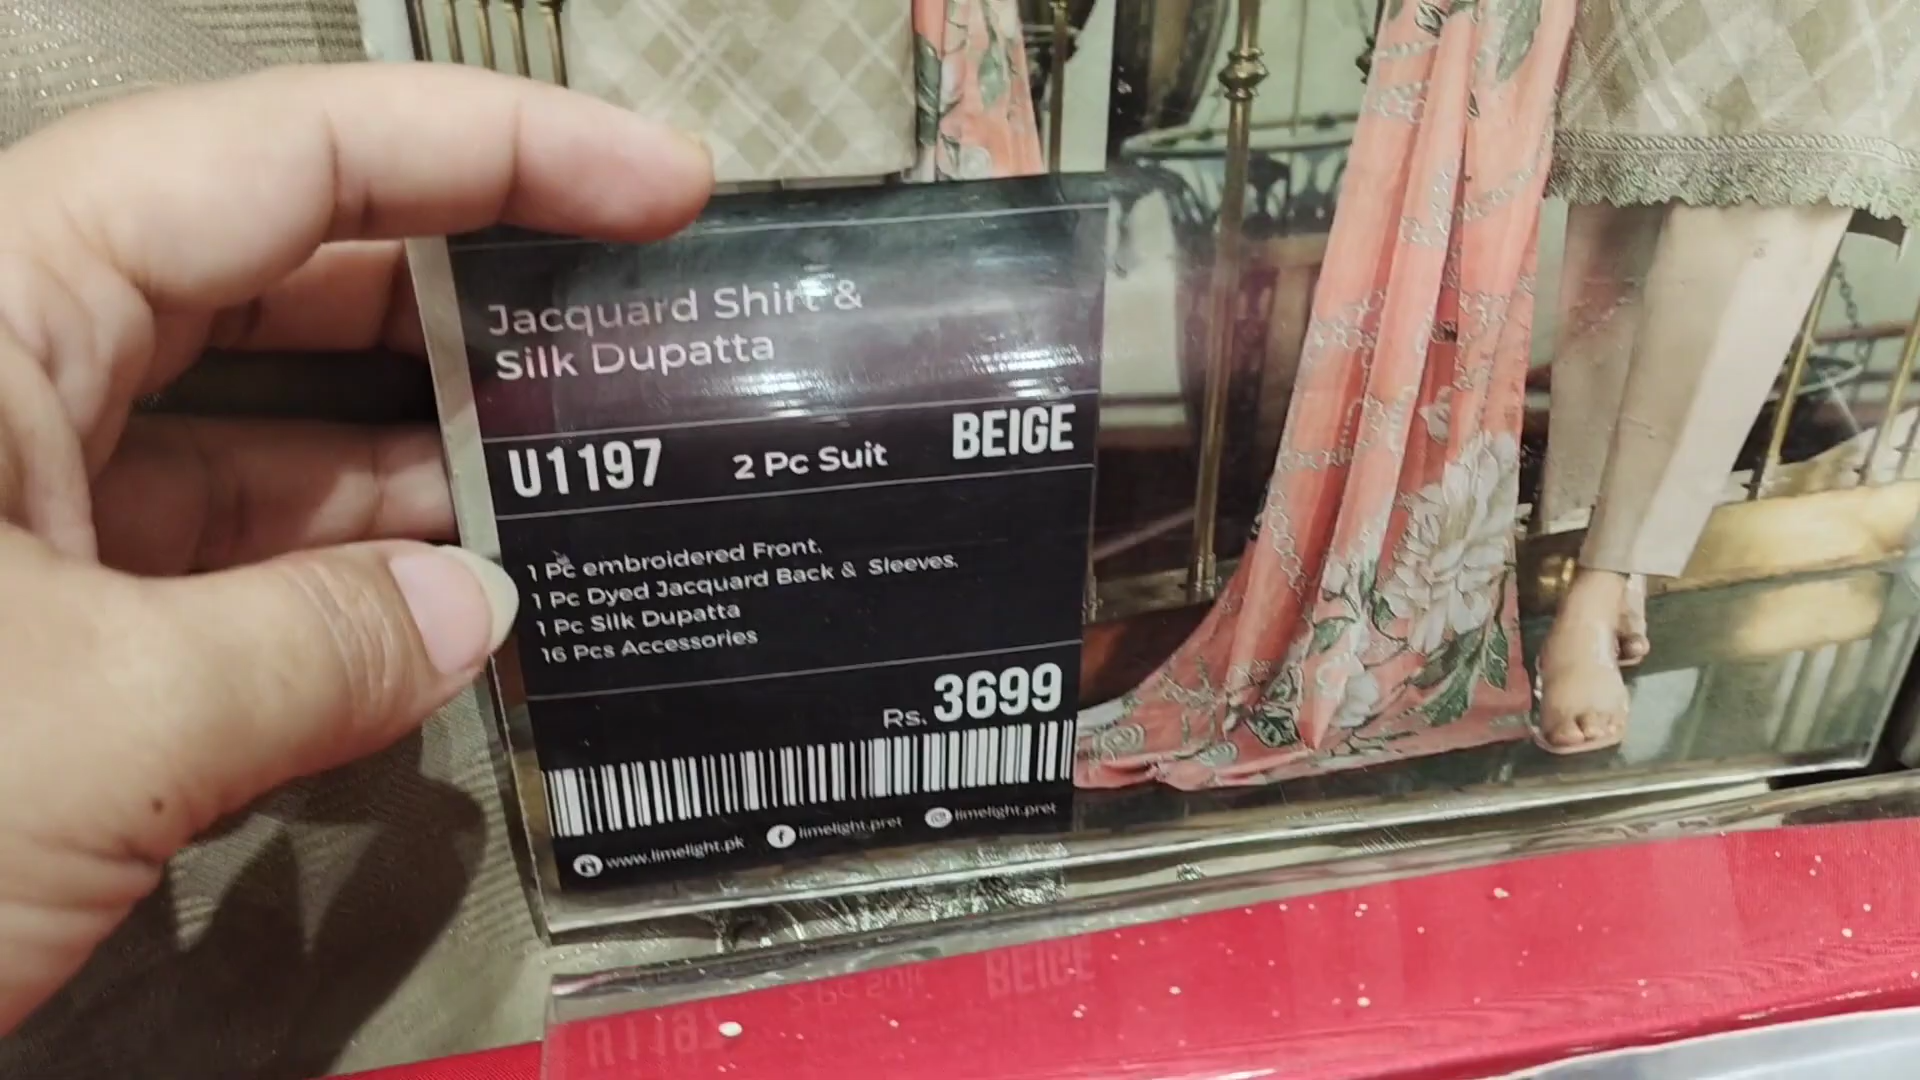 Jacquard Shirt &
Silk Dupatta
U1197 2 Pc Suit BEIGE
1 Pc embroidered Front.
1 Pc Dyed Jacquard Back & Sleeves.
1 Pc Silk Dupatta
16 Pcs Accessories
Rs. 3699
www.limelight.pk limelight.pret limelight.pret